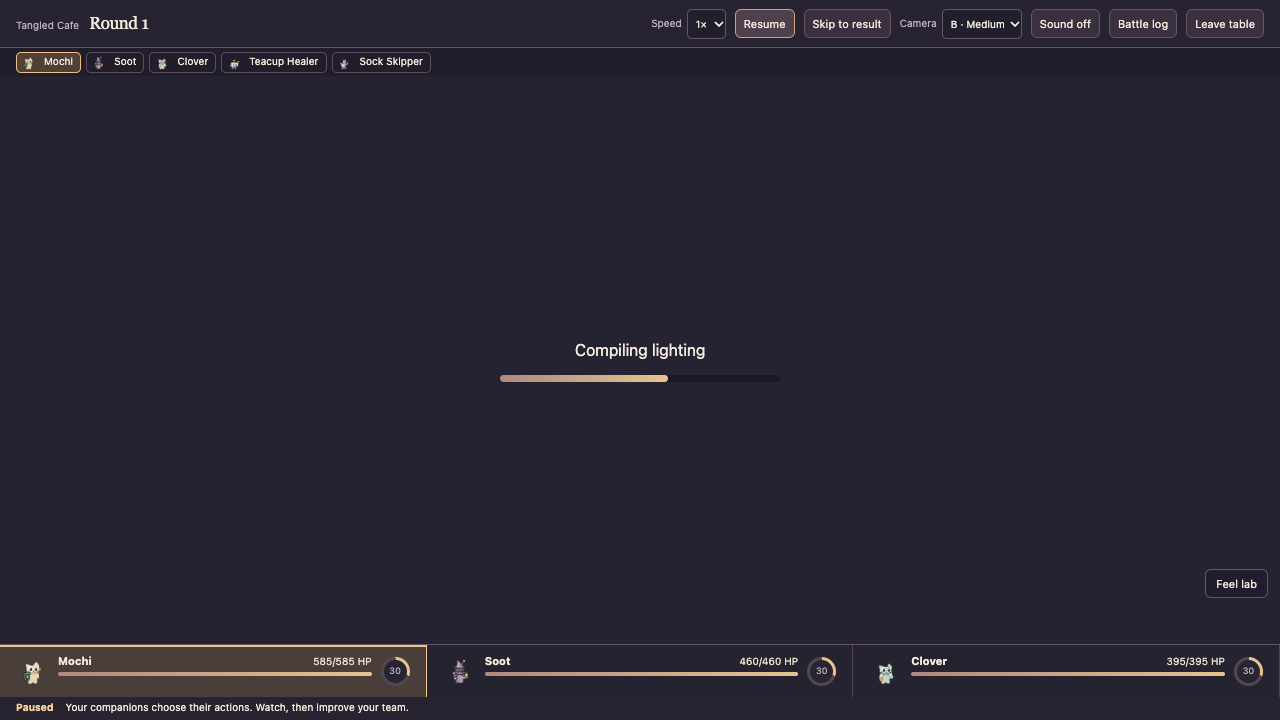 Tangled Cafe Round 1 Speed 1x Resume Skip to result Camera B · Medium Sound off Battle log Leave table
Mochi Soot Clover Teacup Healer Sock Skipper
Compiling lighting
Feel lab
Mochi 585/585 HP 30 Soot 460/460 HP 30 Clover 395/395 HP 30
Paused Your companions choose their actions. Watch, then improve your team.